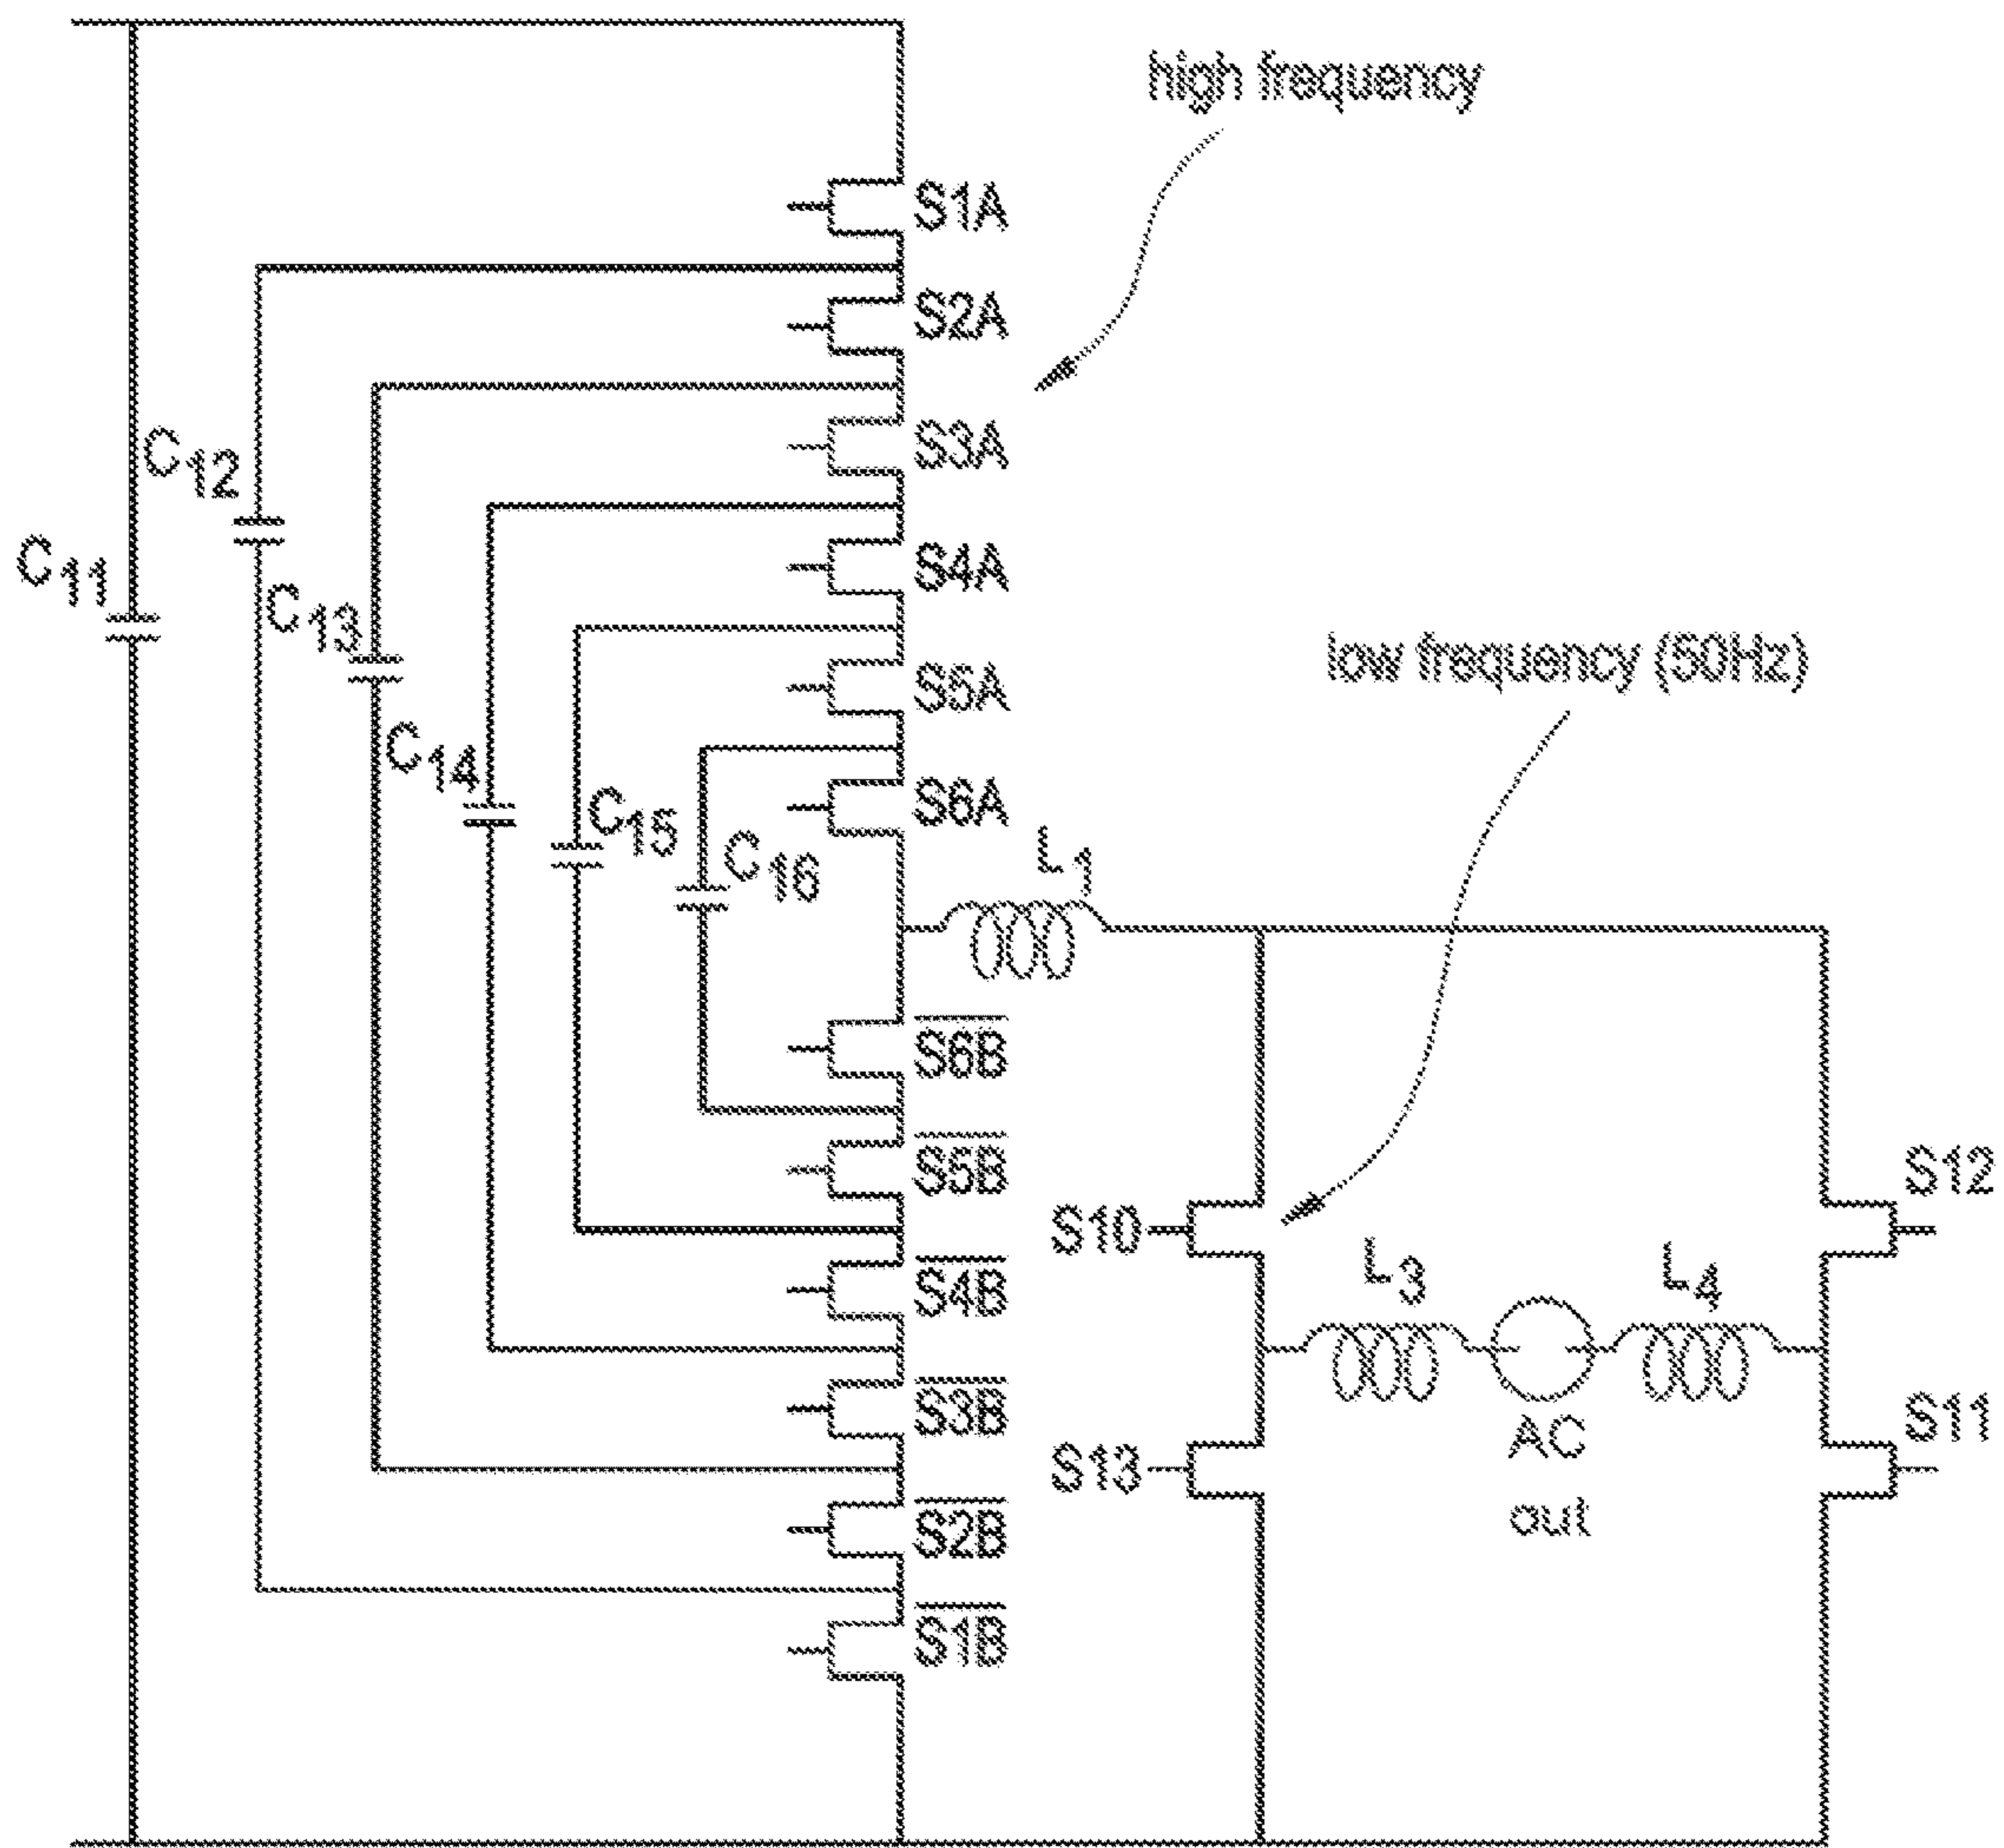 high frequency
S1A
S2A
C12
S3A
C11
S4A
C13
low frequency (50Hz)
S5A
C14
S6A
C15
C16
L1
S6B
S5B
S12
S10
L3
L4
S4B
S3B
S11
AC
S13
out
S2B
S1B